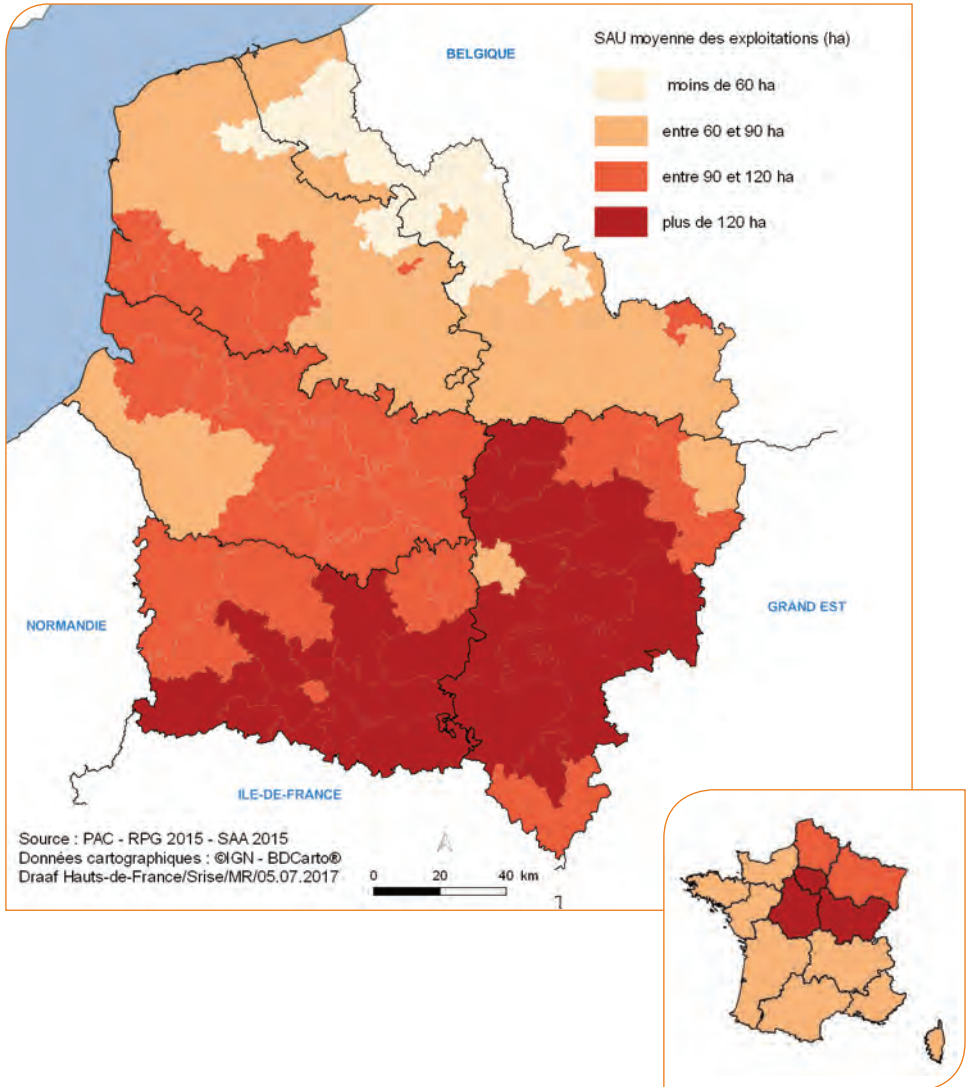 SAU moyenne des exploitations (ha)
BELGIQUE
moins de 60 ha
entre 60 et 90 ha
entre 90 et 120 ha
plus de 120 ha
NORMANDIE
GRAND EST
ILE-DE-FRANCE
Source : PAC - RPG 2015 - SAA 2015
Données cartographiques : ©IGN - BDCarto®
Draaf Hauts-de-France/Srise/MR/05.07.2017
0 20 40 km
1